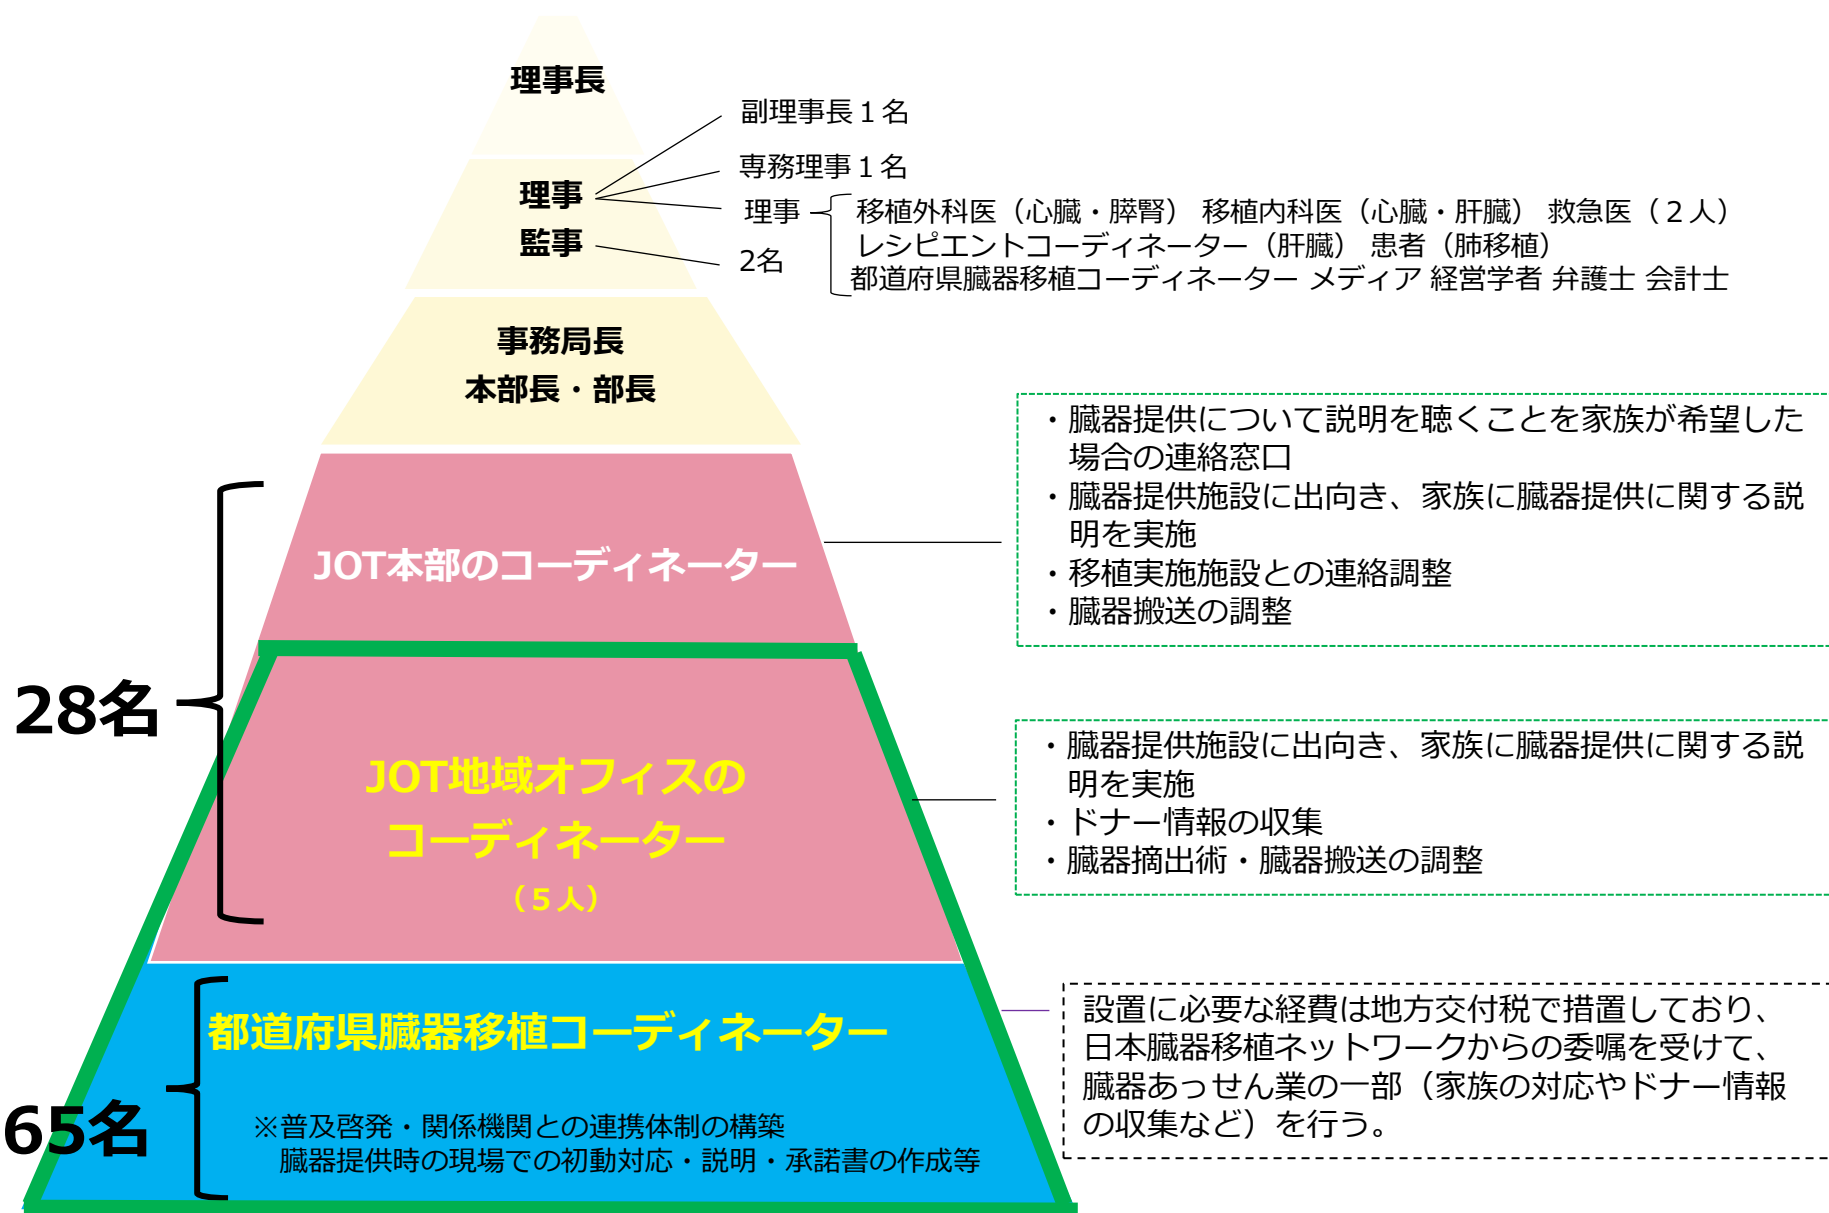 理事長
理事
監事
副理事長１名
専務理事１名
理事
移植外科医（心臓・膵腎） 移植内科医（心臓・肝臓） 救急医（２人）
レシピエントコーディネーター（肝臓） 患者（肺移植）
都道府県臓器移植コーディネーター メディア 経営学者 弁護士 会計士
2名
事務局長
本部長・部長
28名
JOT本部のコーディネーター
・臓器提供について説明を聴くことを家族が希望した
場合の連絡窓口
・臓器提供施設に出向き、家族に臓器提供に関する説
明を実施
・移植実施施設との連絡調整
・臓器搬送の調整
JOT地域オフィスの
コーディネーター
（５人）
・臓器提供施設に出向き、家族に臓器提供に関する説
明を実施
・ドナー情報の収集
・臓器摘出術・臓器搬送の調整
65名
都道府県臓器移植コーディネーター
※普及啓発・関係機関との連携体制の構築
臓器提供時の現場での初動対応・説明・承諾書の作成等
設置に必要な経費は地方交付税で措置しており、
日本臓器移植ネットワークからの委嘱を受けて、
臓器あっせん業の一部（家族の対応やドナー情報
の収集など）を行う。